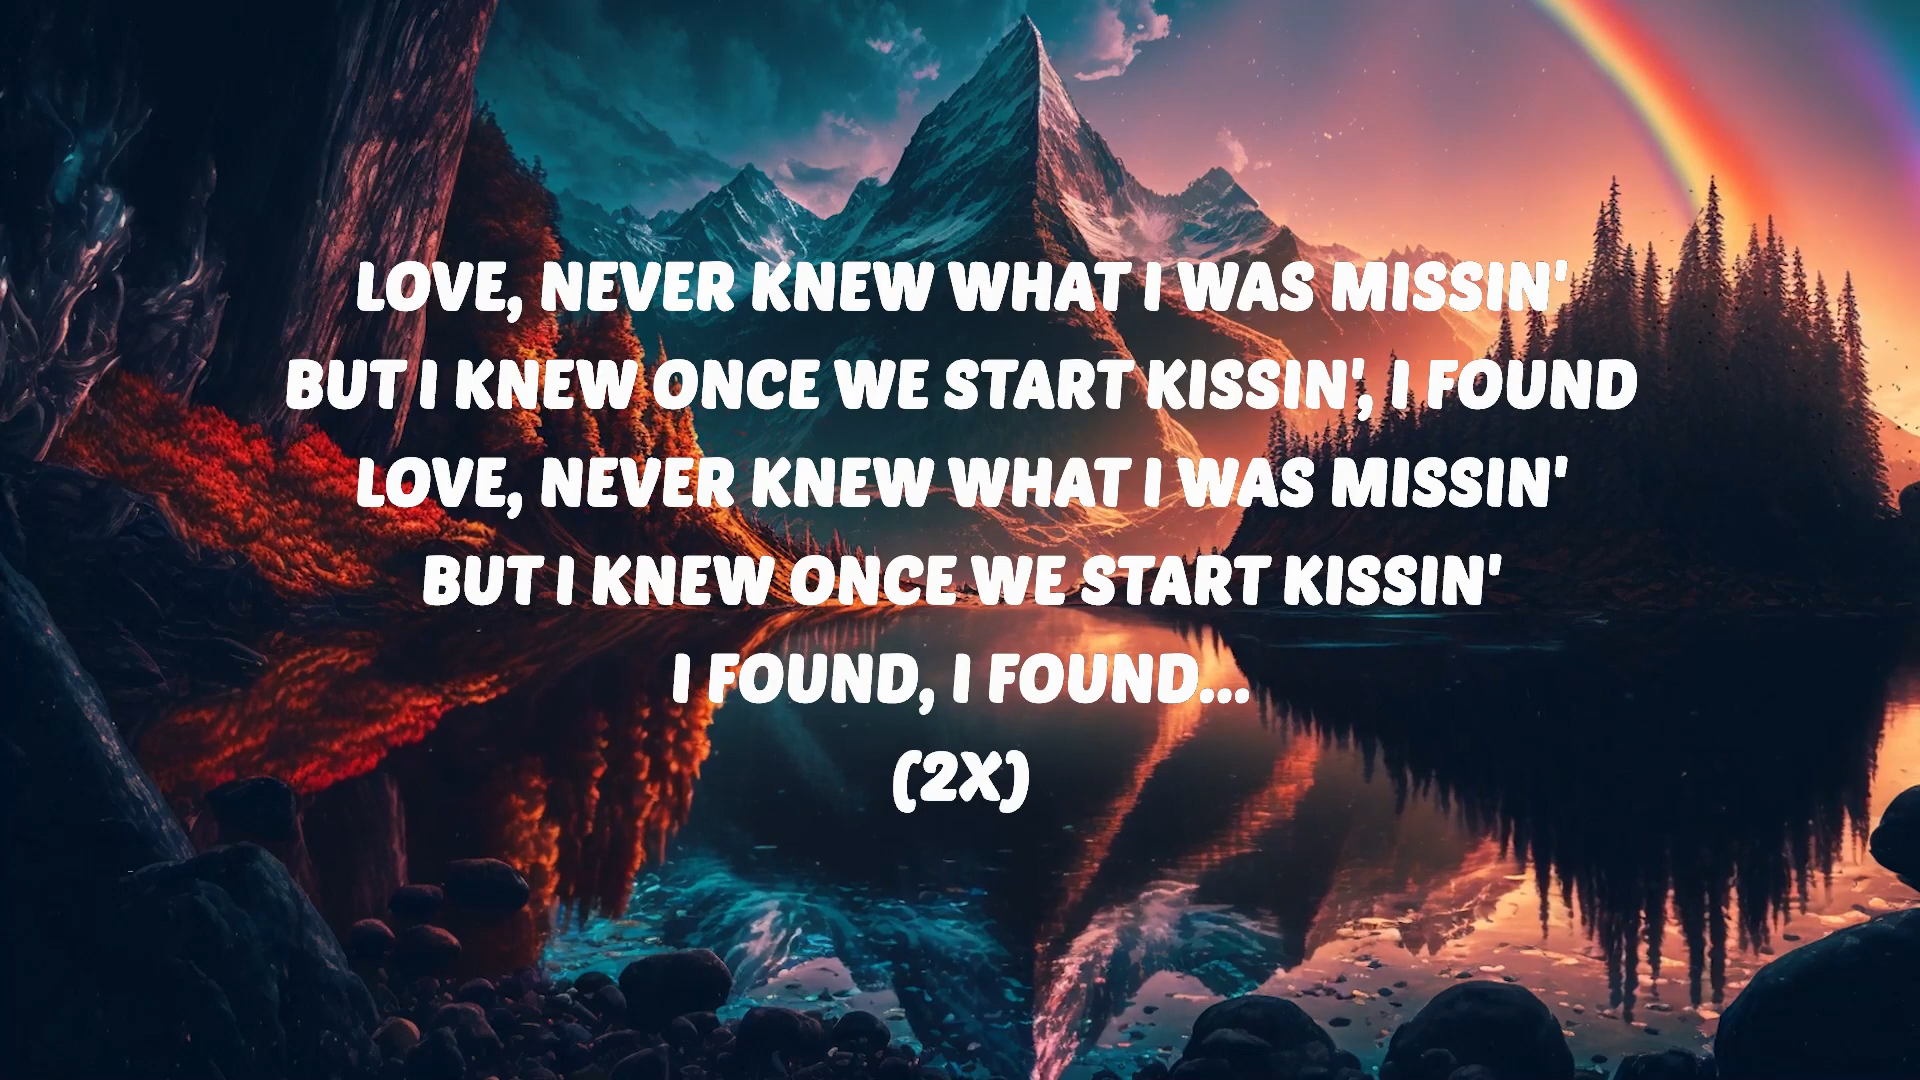 LOVE, NEVER KNEW WHAT I WAS MISSIN'
BUT I KNEW ONCE WE START KISSIN', I FOUND
LOVE, NEVER KNEW WHAT I WAS MISSIN'
BUT I KNEW ONCE WE START KISSIN'
I FOUND, I FOUND...
(2X)